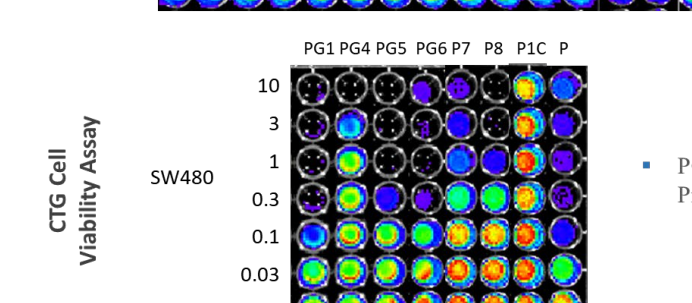 PG1 PG4 PG5 PG6 P7 P8 P1C P
10
3
1
0.3
0.1
0.03
SW480
CTG Cell
Viability Assay